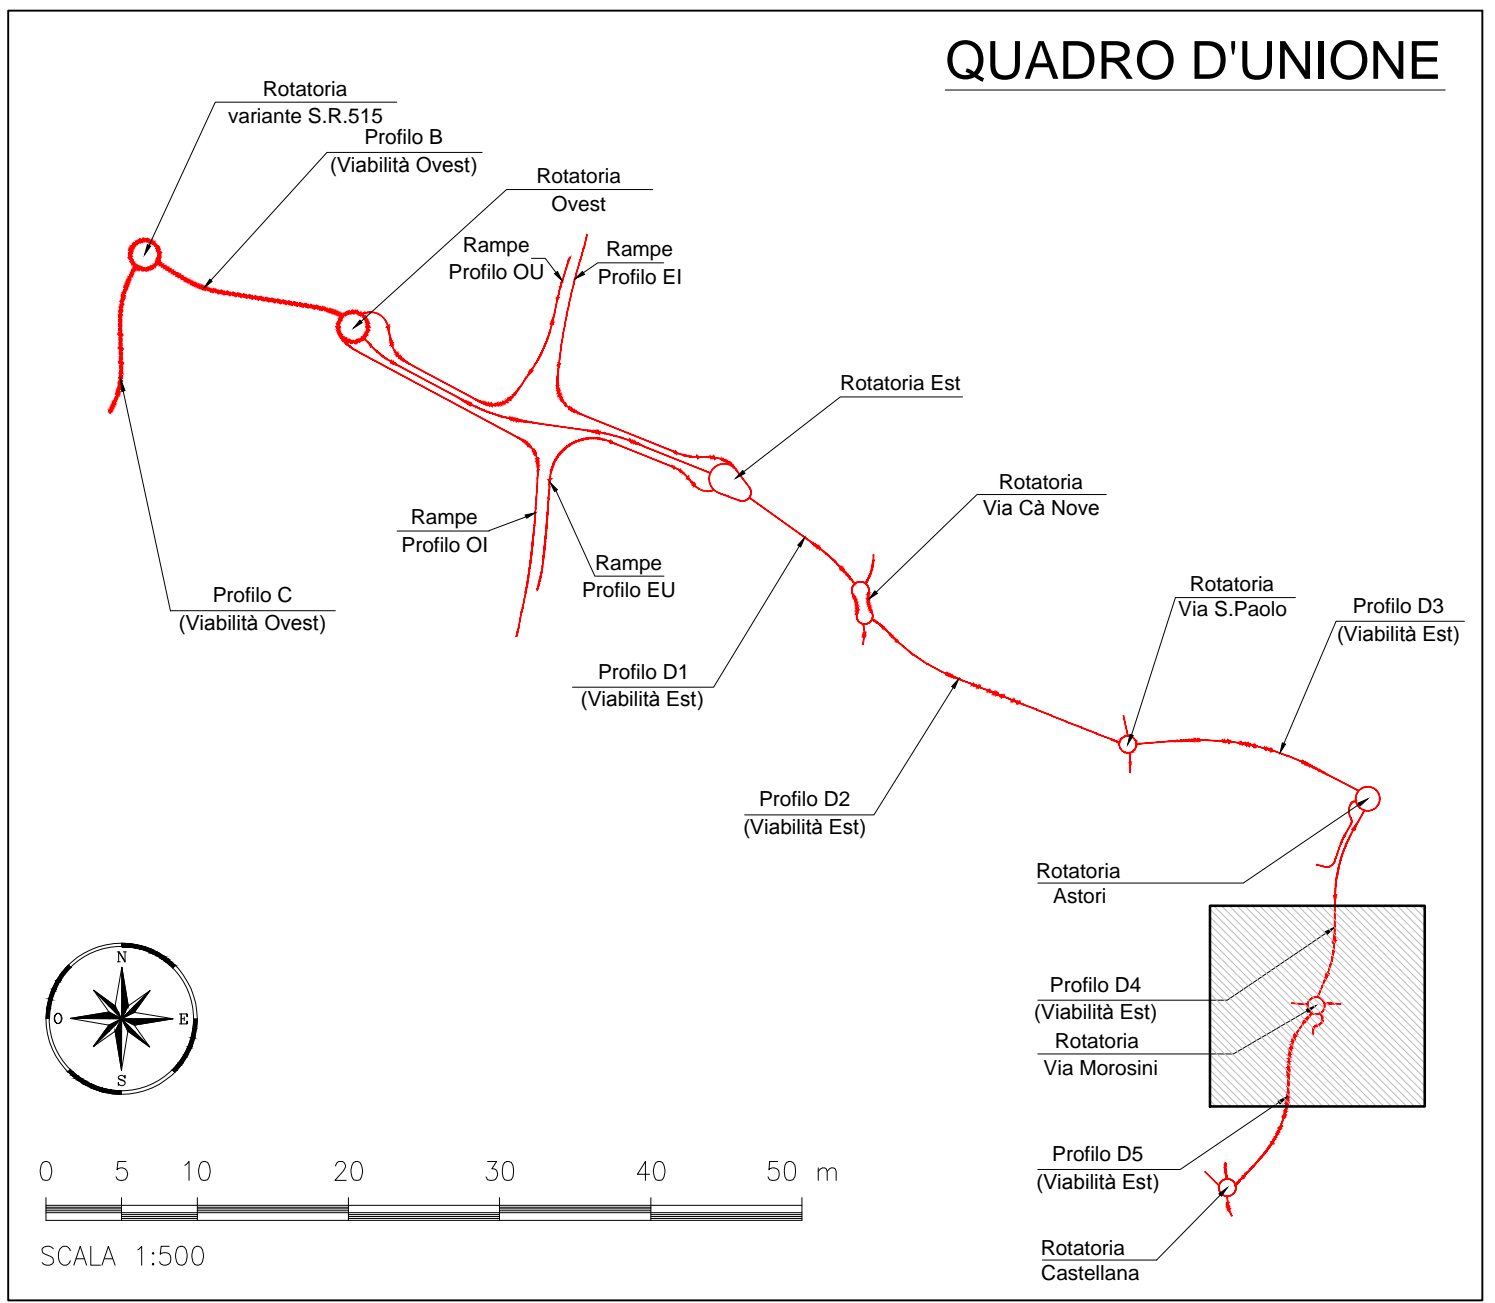 QUADRO D'UNIONE
Rotatoria
variante S.R.515
Profilo B
(Viabilità Ovest)
Rotatoria
Ovest
Rampe
Profilo OU
Rampe
Profilo EI
Rotatoria Est
Rotatoria
Via Cà Nove
Rampe
Profilo OI
Rampe
Profilo EU
Profilo C
(Viabilità Ovest)
Rotatoria
Via S.Paolo
Profilo D3
(Viabilità Est)
Profilo D1
(Viabilità Est)
Profilo D2
(Viabilità Est)
Rotatoria
Astori
Profilo D4
(Viabilità Est)
Rotatoria
Via Morosini
Profilo D5
(Viabilità Est)
Rotatoria
Castellana
N
O
E
S
0 5 10 20 30 40 50 m
SCALA 1:500